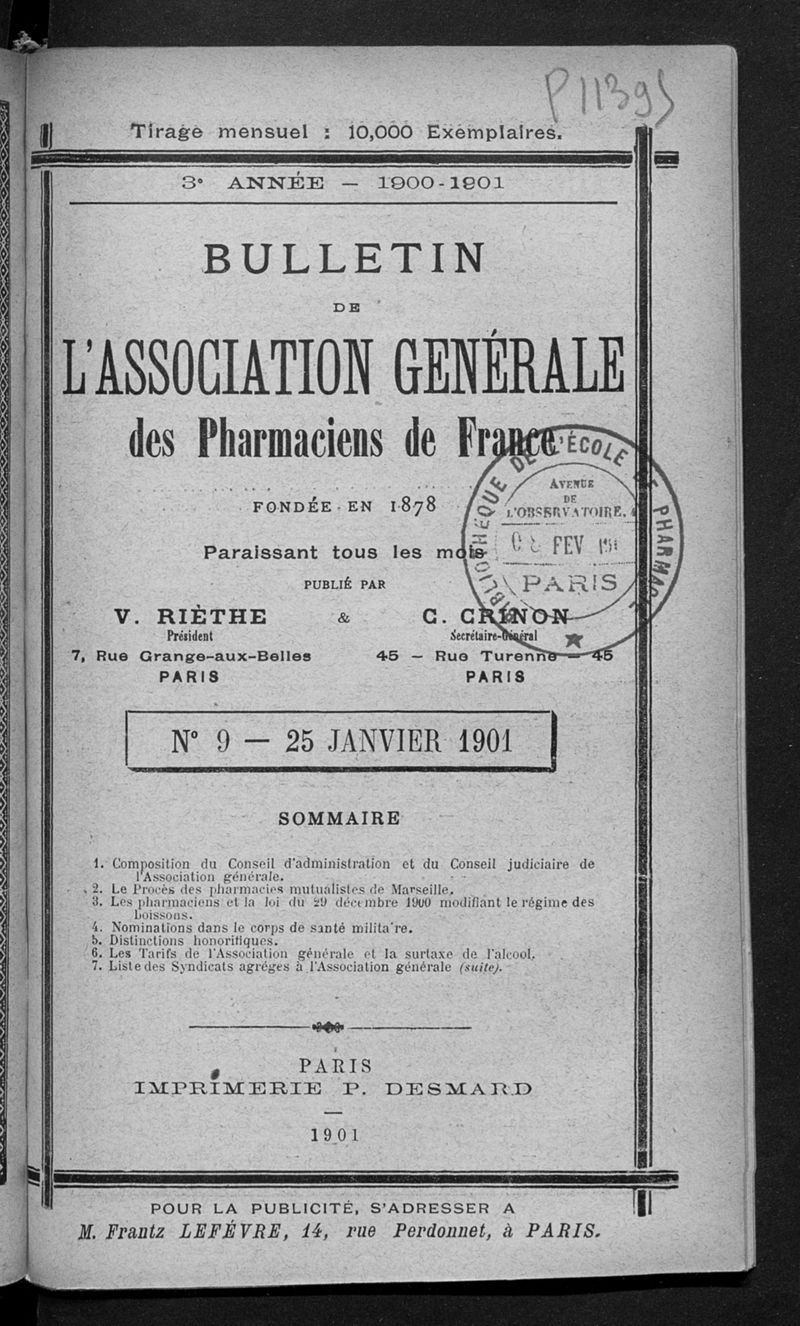 P 11395
Tirage mensuel : 10,000 Exemplaires.
3e ANNÉE — 1900-1901
BULLETIN
DE
L'ASSOCIATION GENÉRALE
des Pharmaciens de France
FONDÉE EN 1878
Paraissant tous les mois
PUBLIÉ PAR
V. RIÈTHE & C. CRINON
Président Secrétaire-Général
7, Rue Grange-aux-Belles 45 — Rue Turenne — 45
PARIS PARIS
BIBLIOTHÈQUE DE L'ÉCOLE PHARMACIE
AVENUE
DE
L'OBSERVATOIRE.
FEV
PARIS
N° 9 — 25 JANVIER 1901
SOMMAIRE
1. Composition du Conseil d'administration et du Conseil judiciaire de
l'Association générale.
2. Le Procès des pharmacies mutualistes de Marseille.
3. Les pharmaciens et la loi du 29 décembre 1900 modifiant le régime des
boissons.
4. Nominations dans le corps de santé militaire.
5. Distinctions honorifiques.
6. Les Tarifs de l'Association générale et la surtaxe de l'alcool.
7. Liste des Syndicats agréges à l'Association générale (suite).
PARIS
IMPRIMERIE P. DESMARD
—
1901
POUR LA PUBLICITÉ, S'ADRESSER A
M. Frantz LEFÉVRE, 14, rue Perdonnet, à PARIS.